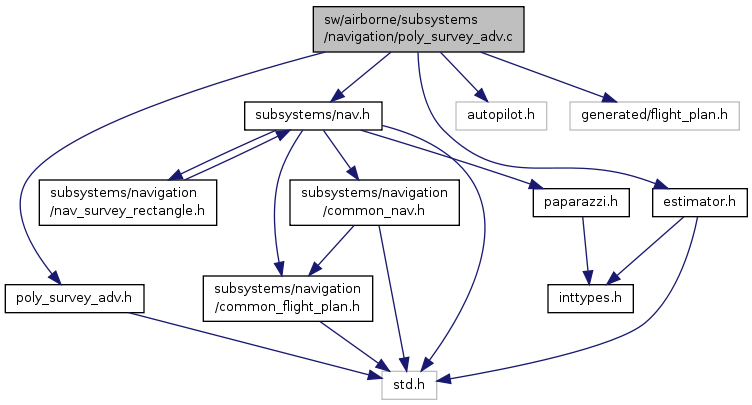 sw/airborne/subsystems
/navigation/poly_survey_adv.c
subsystems/nav.h
autopilot.h
generated/flight_plan.h
subsystems/navigation
/nav_survey_rectangle.h
subsystems/navigation
/common_nav.h
paparazzi.h
estimator.h
poly_survey_adv.h
subsystems/navigation
/common_flight_plan.h
inttypes.h
std.h